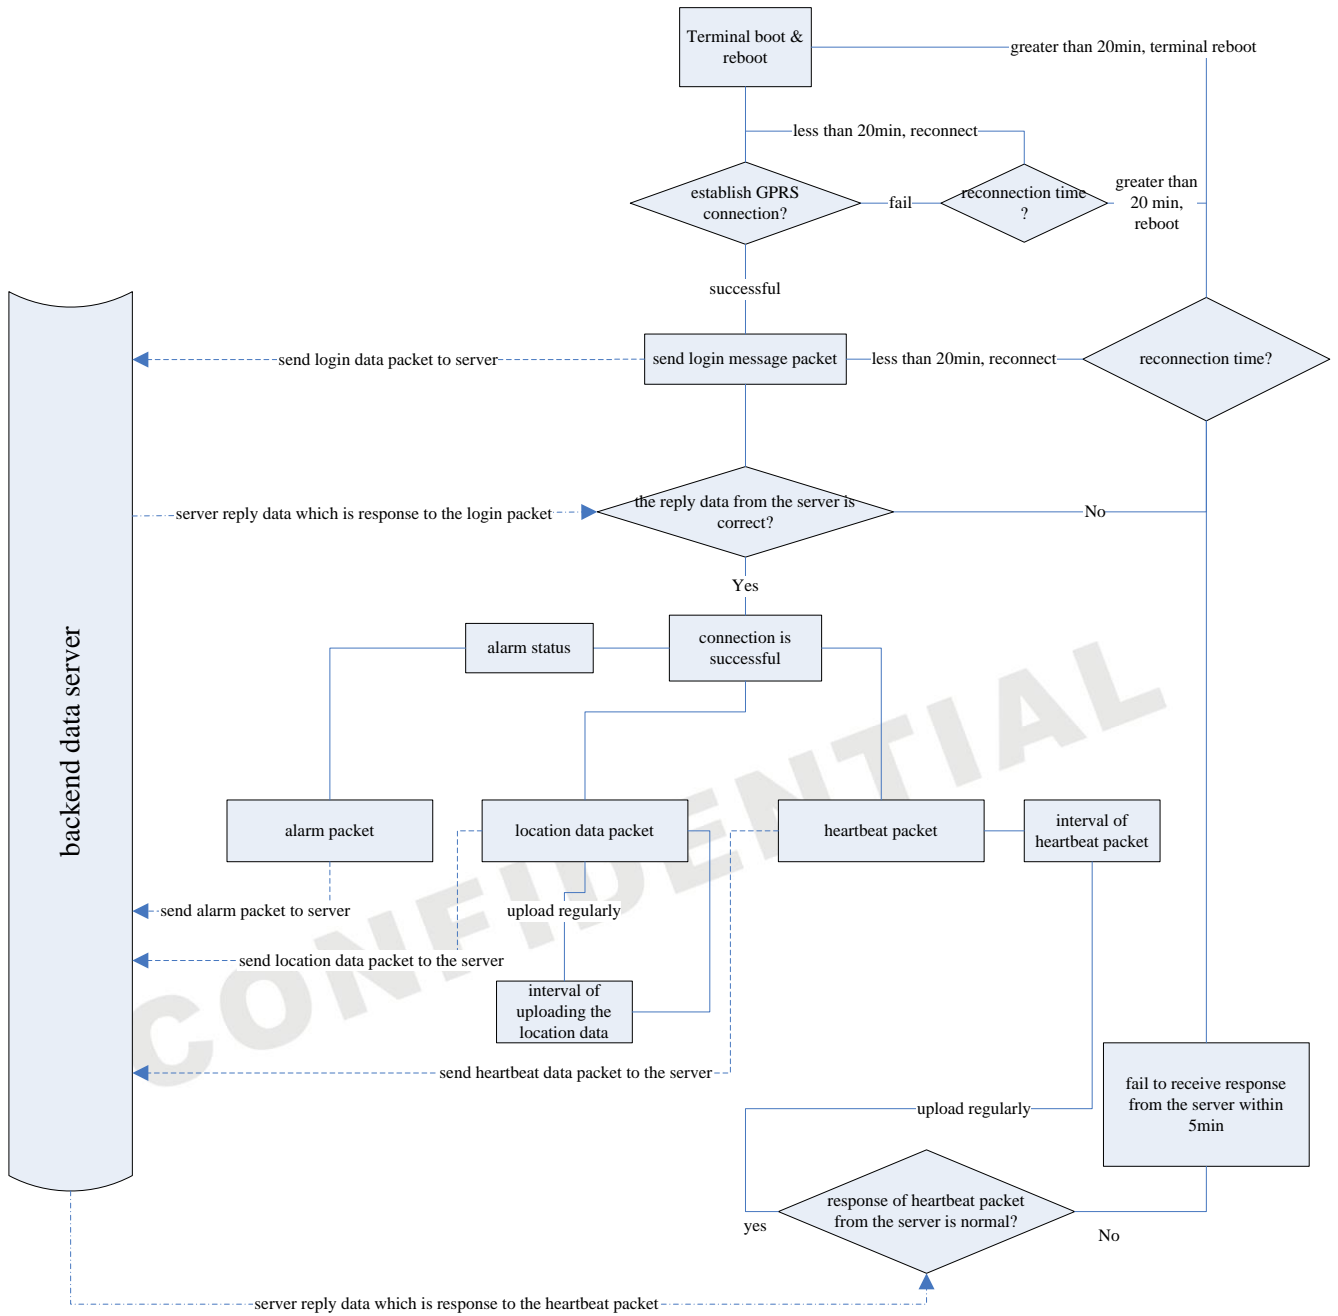 Terminal boot &
reboot
greater than 20min, terminal reboot
less than 20min, reconnect
establish GPRS
connection?
fail
reconnection time
?
greater than
20 min,
reboot
successful
send login data packet to server
send login message packet
less than 20min, reconnect
reconnection time?
server reply data which is response to the login packet
the reply data from the server is
correct?
No
Yes
backend data server
alarm status
connection is
successful
alarm packet
location data packet
heartbeat packet
interval of
heartbeat packet
send alarm packet to server
upload regularly
send location data packet to the server
interval of
uploading the
location data
send heartbeat data packet to the server
upload regularly
fail to receive response
from the server within
5min
response of heartbeat packet
from the server is normal?
yes
No
server reply data which is response to the heartbeat packet
CONFIDENTIAL